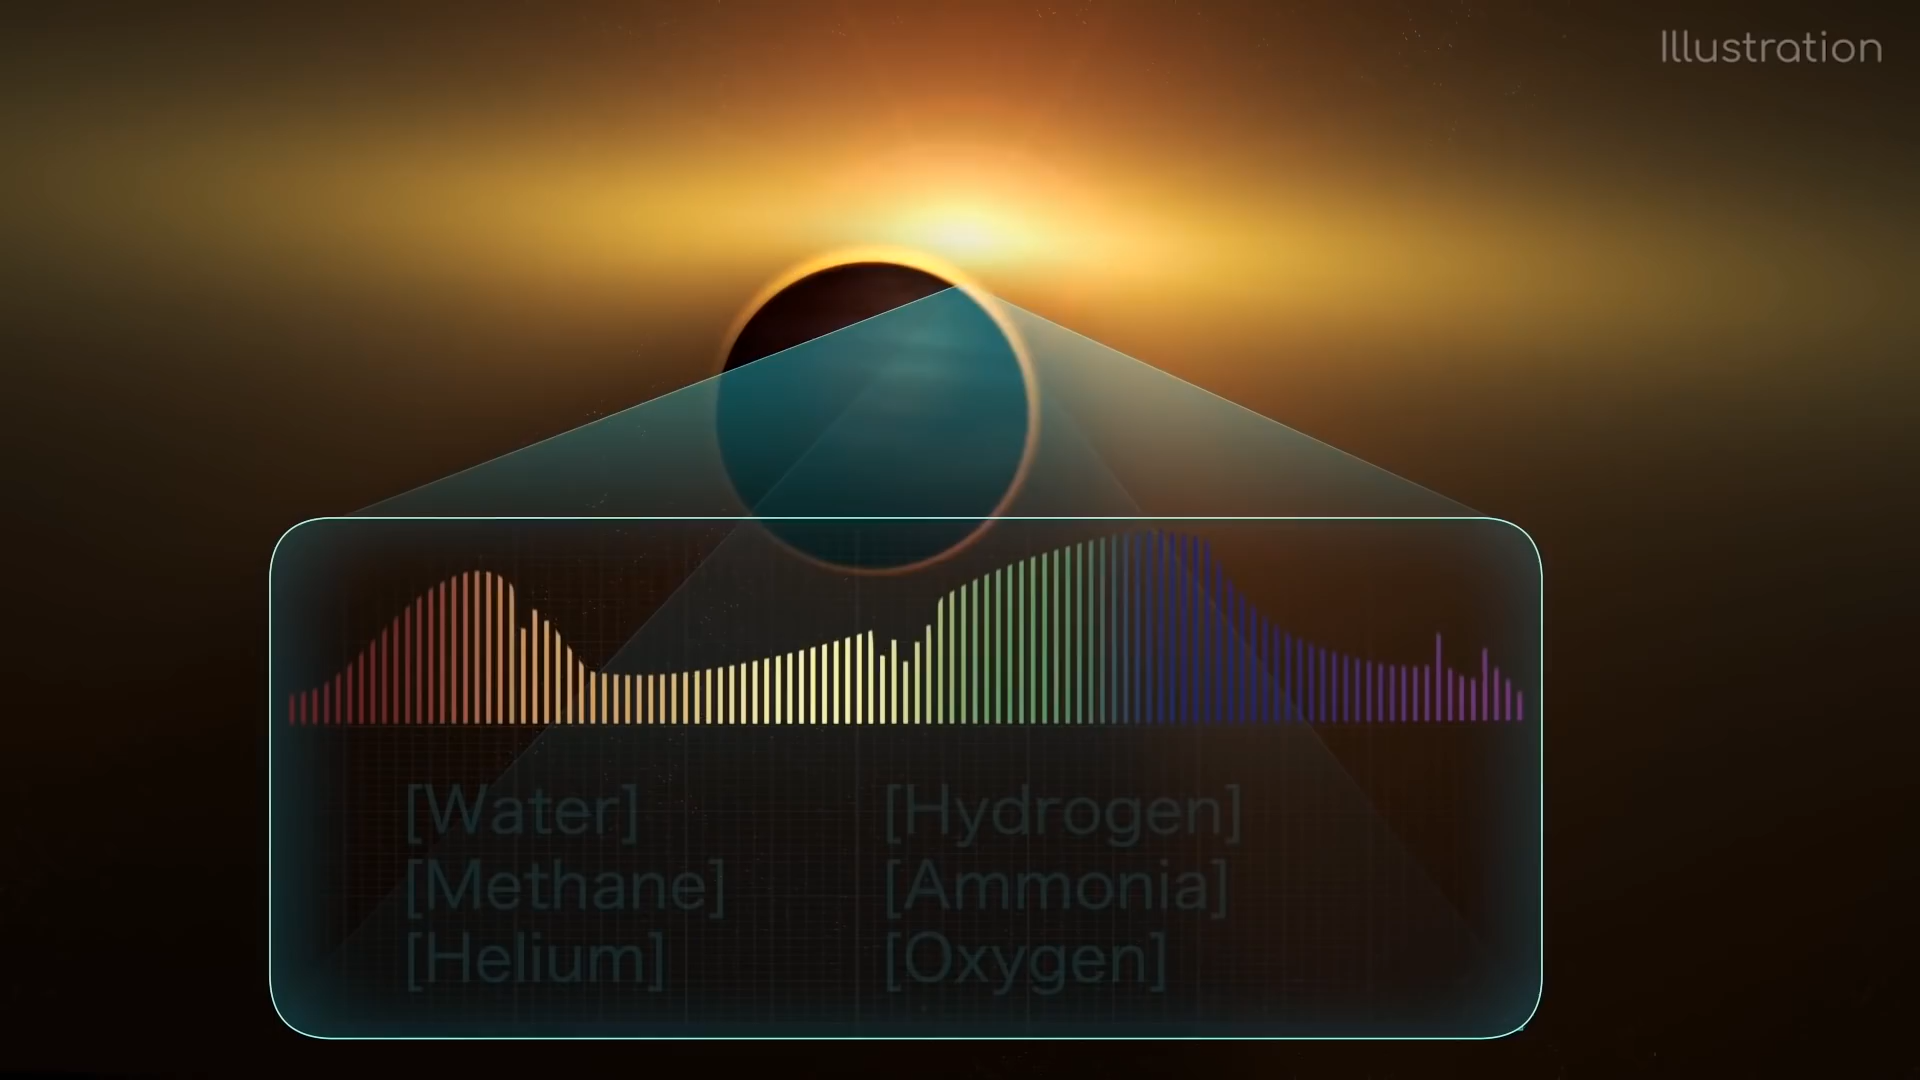 Illustration
[Water]
[Methane]
[Helium]
[Hydrogen]
[Ammonia]
[Oxygen]